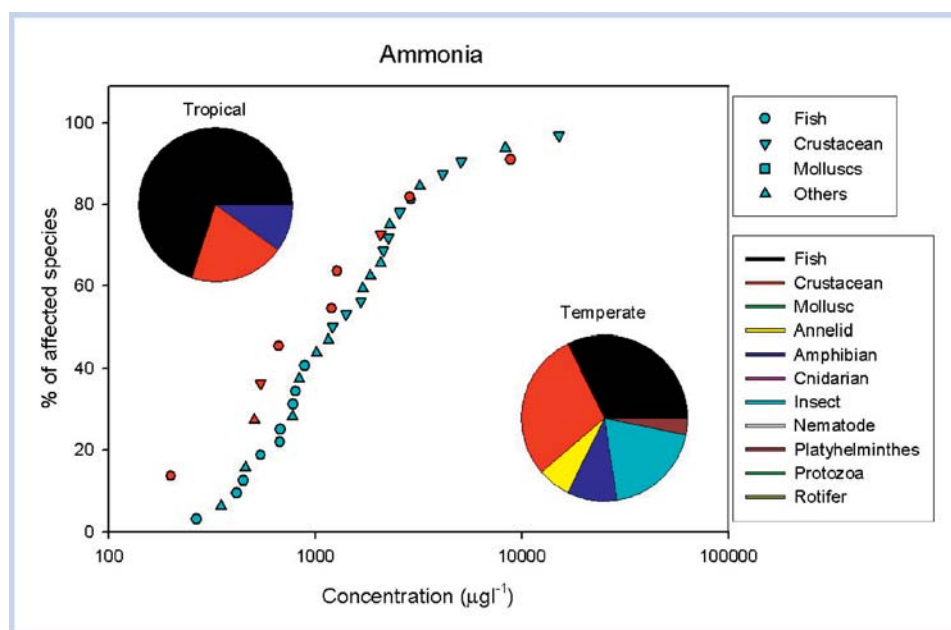 Ammonia
Tropical
100
80
60
40
20
0
% of affected species
Temperate
100
1000
10000
100000
Concentration (µgl⁻¹)
Fish
Crustacean
Molluscs
Others
Fish
Crustacean
Mollusc
Annelid
Amphibian
Cnidarian
Insect
Nematode
Platyhelminthes
Protozoa
Rotifer